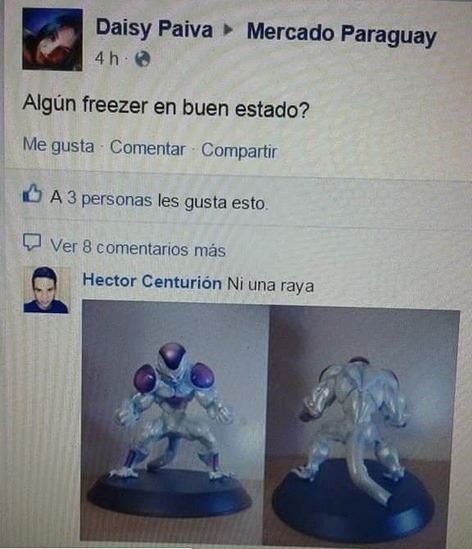 Daisy Paiva ▸ Mercado Paraguay
4 h ·
Algún freezer en buen estado?
Me gusta · Comentar · Compartir
A 3 personas les gusta esto.
Ver 8 comentarios más
Hector Centurión Ni una raya